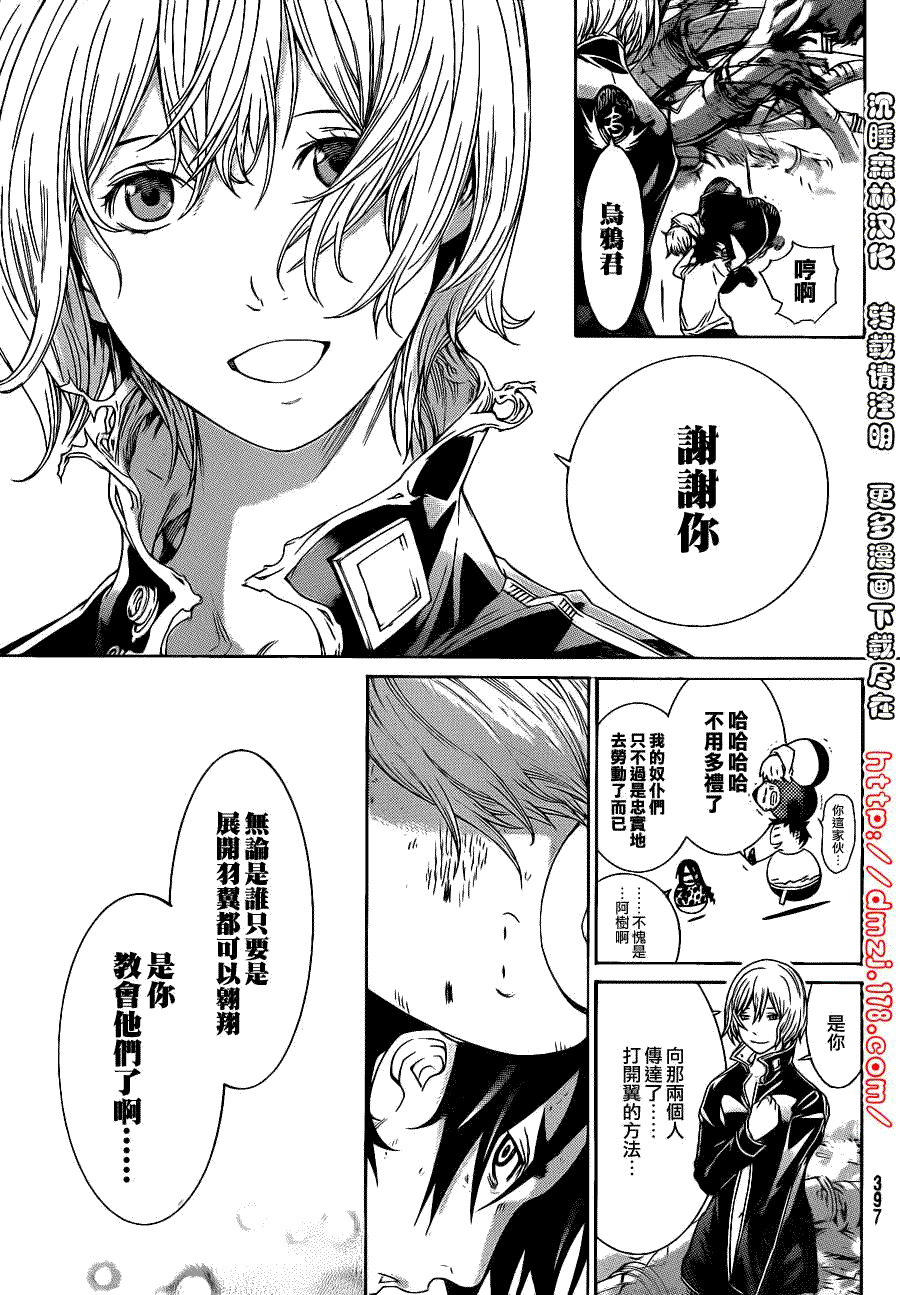 烏鴉君
哼啊
謝謝你
哈哈哈哈
不用多禮了
我的奴仆們
只不過是忠實地
去勞動了而已
你這家伙…
……不愧是
…阿樹啊
是你
向那兩個人
傳達了……
打開翼的方法…
無論是誰只要是
展開羽翼都可以翱翔
是你
教會他們了啊……
沉睡森林汉化 转载请注明 更多漫画下载尽在 http://dmzj.178.com/
397